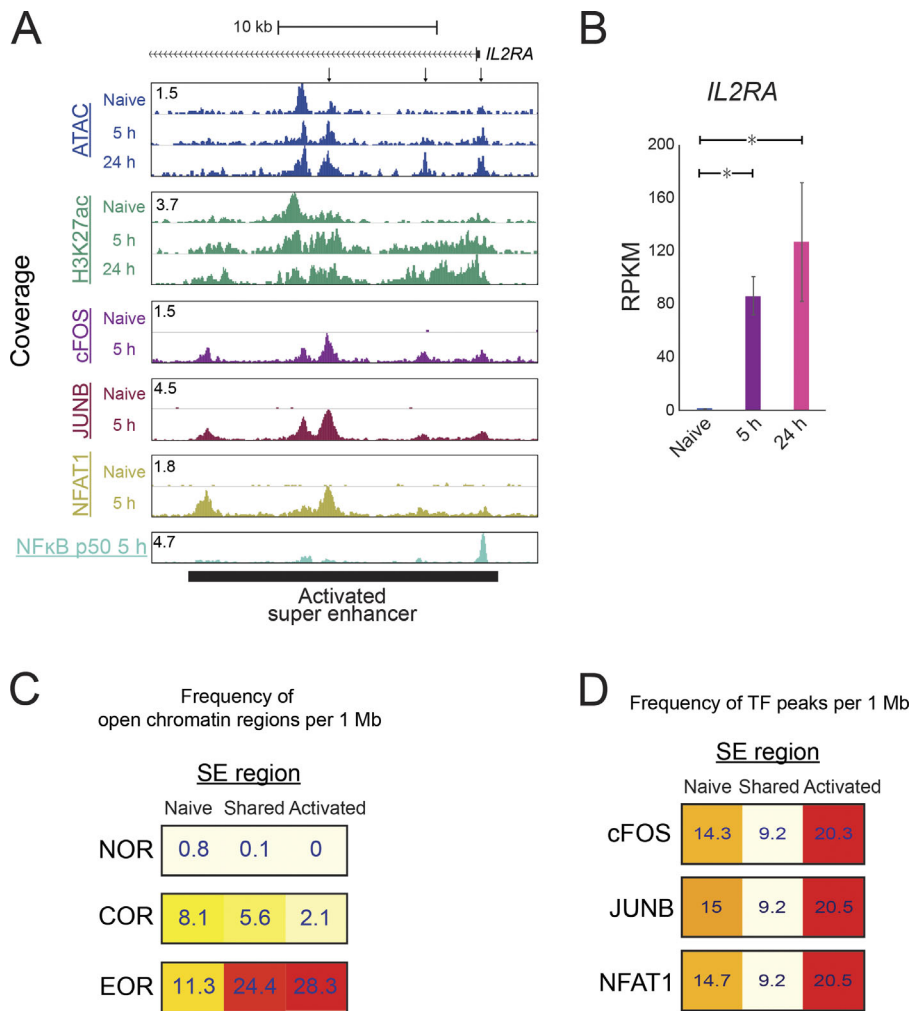 A
10 kb
IL2RA
Coverage
ATAC
Naive
1.5
5 h
24 h
H3K27ac
Naive
3.7
5 h
24 h
cFOS
Naive
1.5
5 h
JUNB
Naive
4.5
5 h
NFAT1
Naive
1.8
5 h
NFκB p50 5 h
4.7
Activated
super enhancer
B
IL2RA
RPKM
200
160
120
80
40
0
*
*
Naive
5 h
24 h
C
Frequency of
open chromatin regions per 1 Mb
SE region
Naive Shared Activated
NOR 0.8 0.1 0
COR 8.1 5.6 2.1
EOR 11.3 24.4 28.3
D
Frequency of TF peaks per 1 Mb
SE region
Naive Shared Activated
cFOS 14.3 9.2 20.3
JUNB 15 9.2 20.5
NFAT1 14.7 9.2 20.5